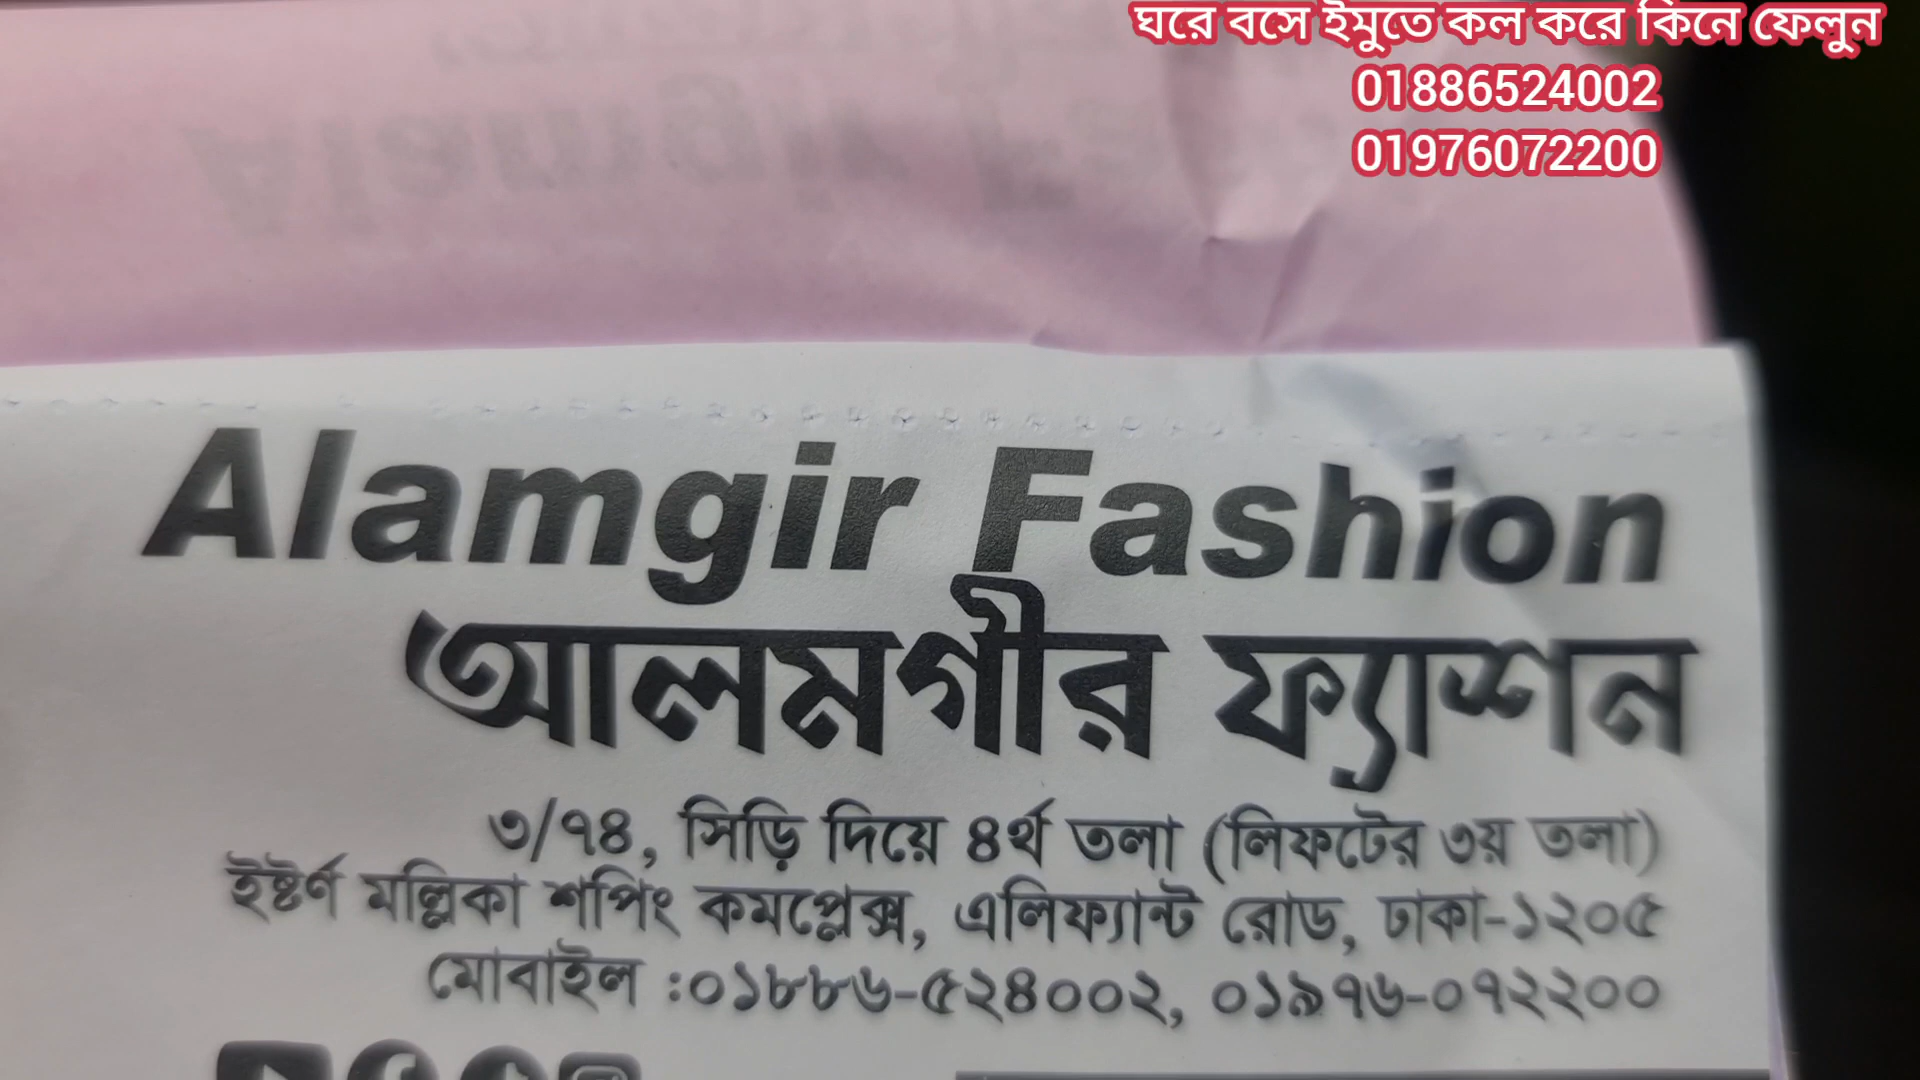 ঘরে বসে ইমুতে কল করে কিনে ফেলুন
01886524002
01976072200
Alamgir Fashion
আলমগীর ফ্যাশন
৩/৭৪, সিড়ি দিয়ে ৪র্থ তলা (লিফটের ৩য় তলা)
ইষ্টর্ণ মল্লিকা শপিং কমপ্লেক্স, এলিফ্যান্ট রোড, ঢাকা-১২০৫
মোবাইল :০১৮৮৬-৫২৪০০২, ০১৯৭৬-০৭২২০০